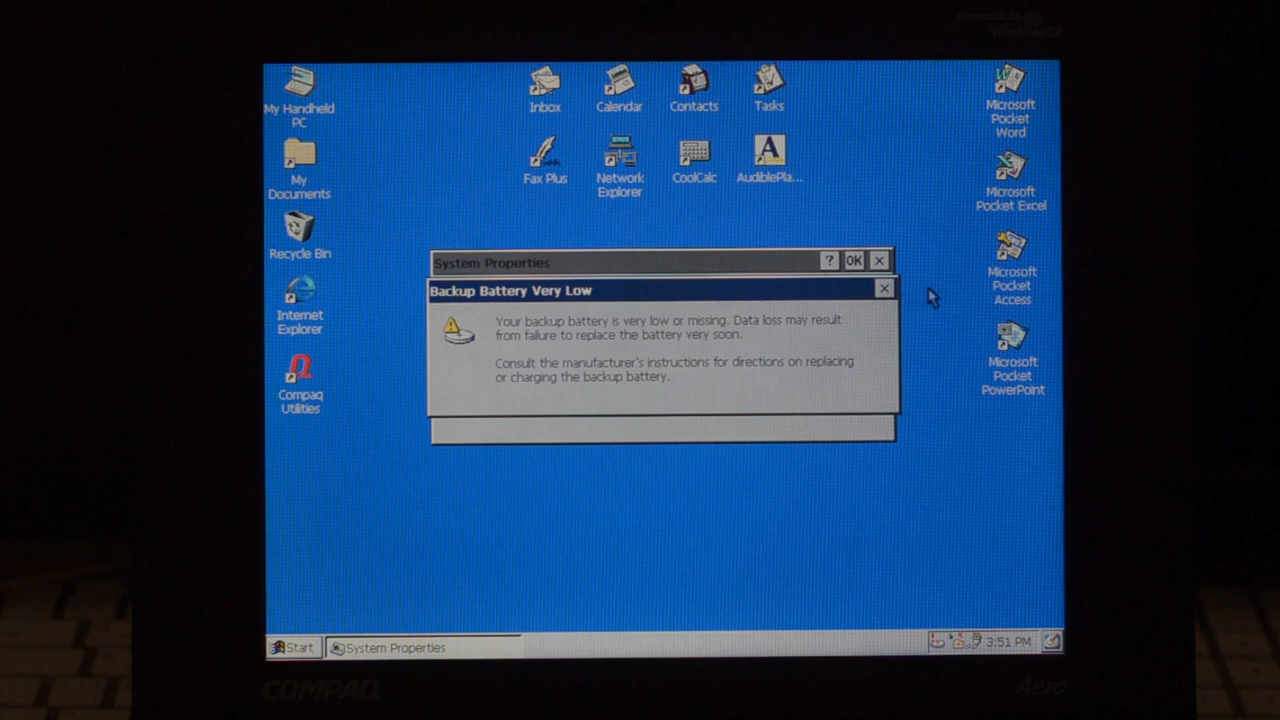 Powered by
Windows CE
My Handheld
PC
Inbox
Calendar
Contacts
Tasks
Microsoft
Pocket
Word
My
Documents
Fax Plus
Network
Explorer
CoolCalc
AudiblePla...
Microsoft
Pocket Excel
Recycle Bin
System Properties
? OK
Backup Battery Very Low
Microsoft
Pocket
Access
Internet
Explorer
Your backup battery is very low or missing. Data loss may result
from failure to replace the battery very soon.
Consult the manufacturer's instructions for directions on replacing
or charging the backup battery.
Microsoft
Pocket
PowerPoint
Compaq
Utilities
Start
System Properties
3:51 PM
COMPAQ
Aero